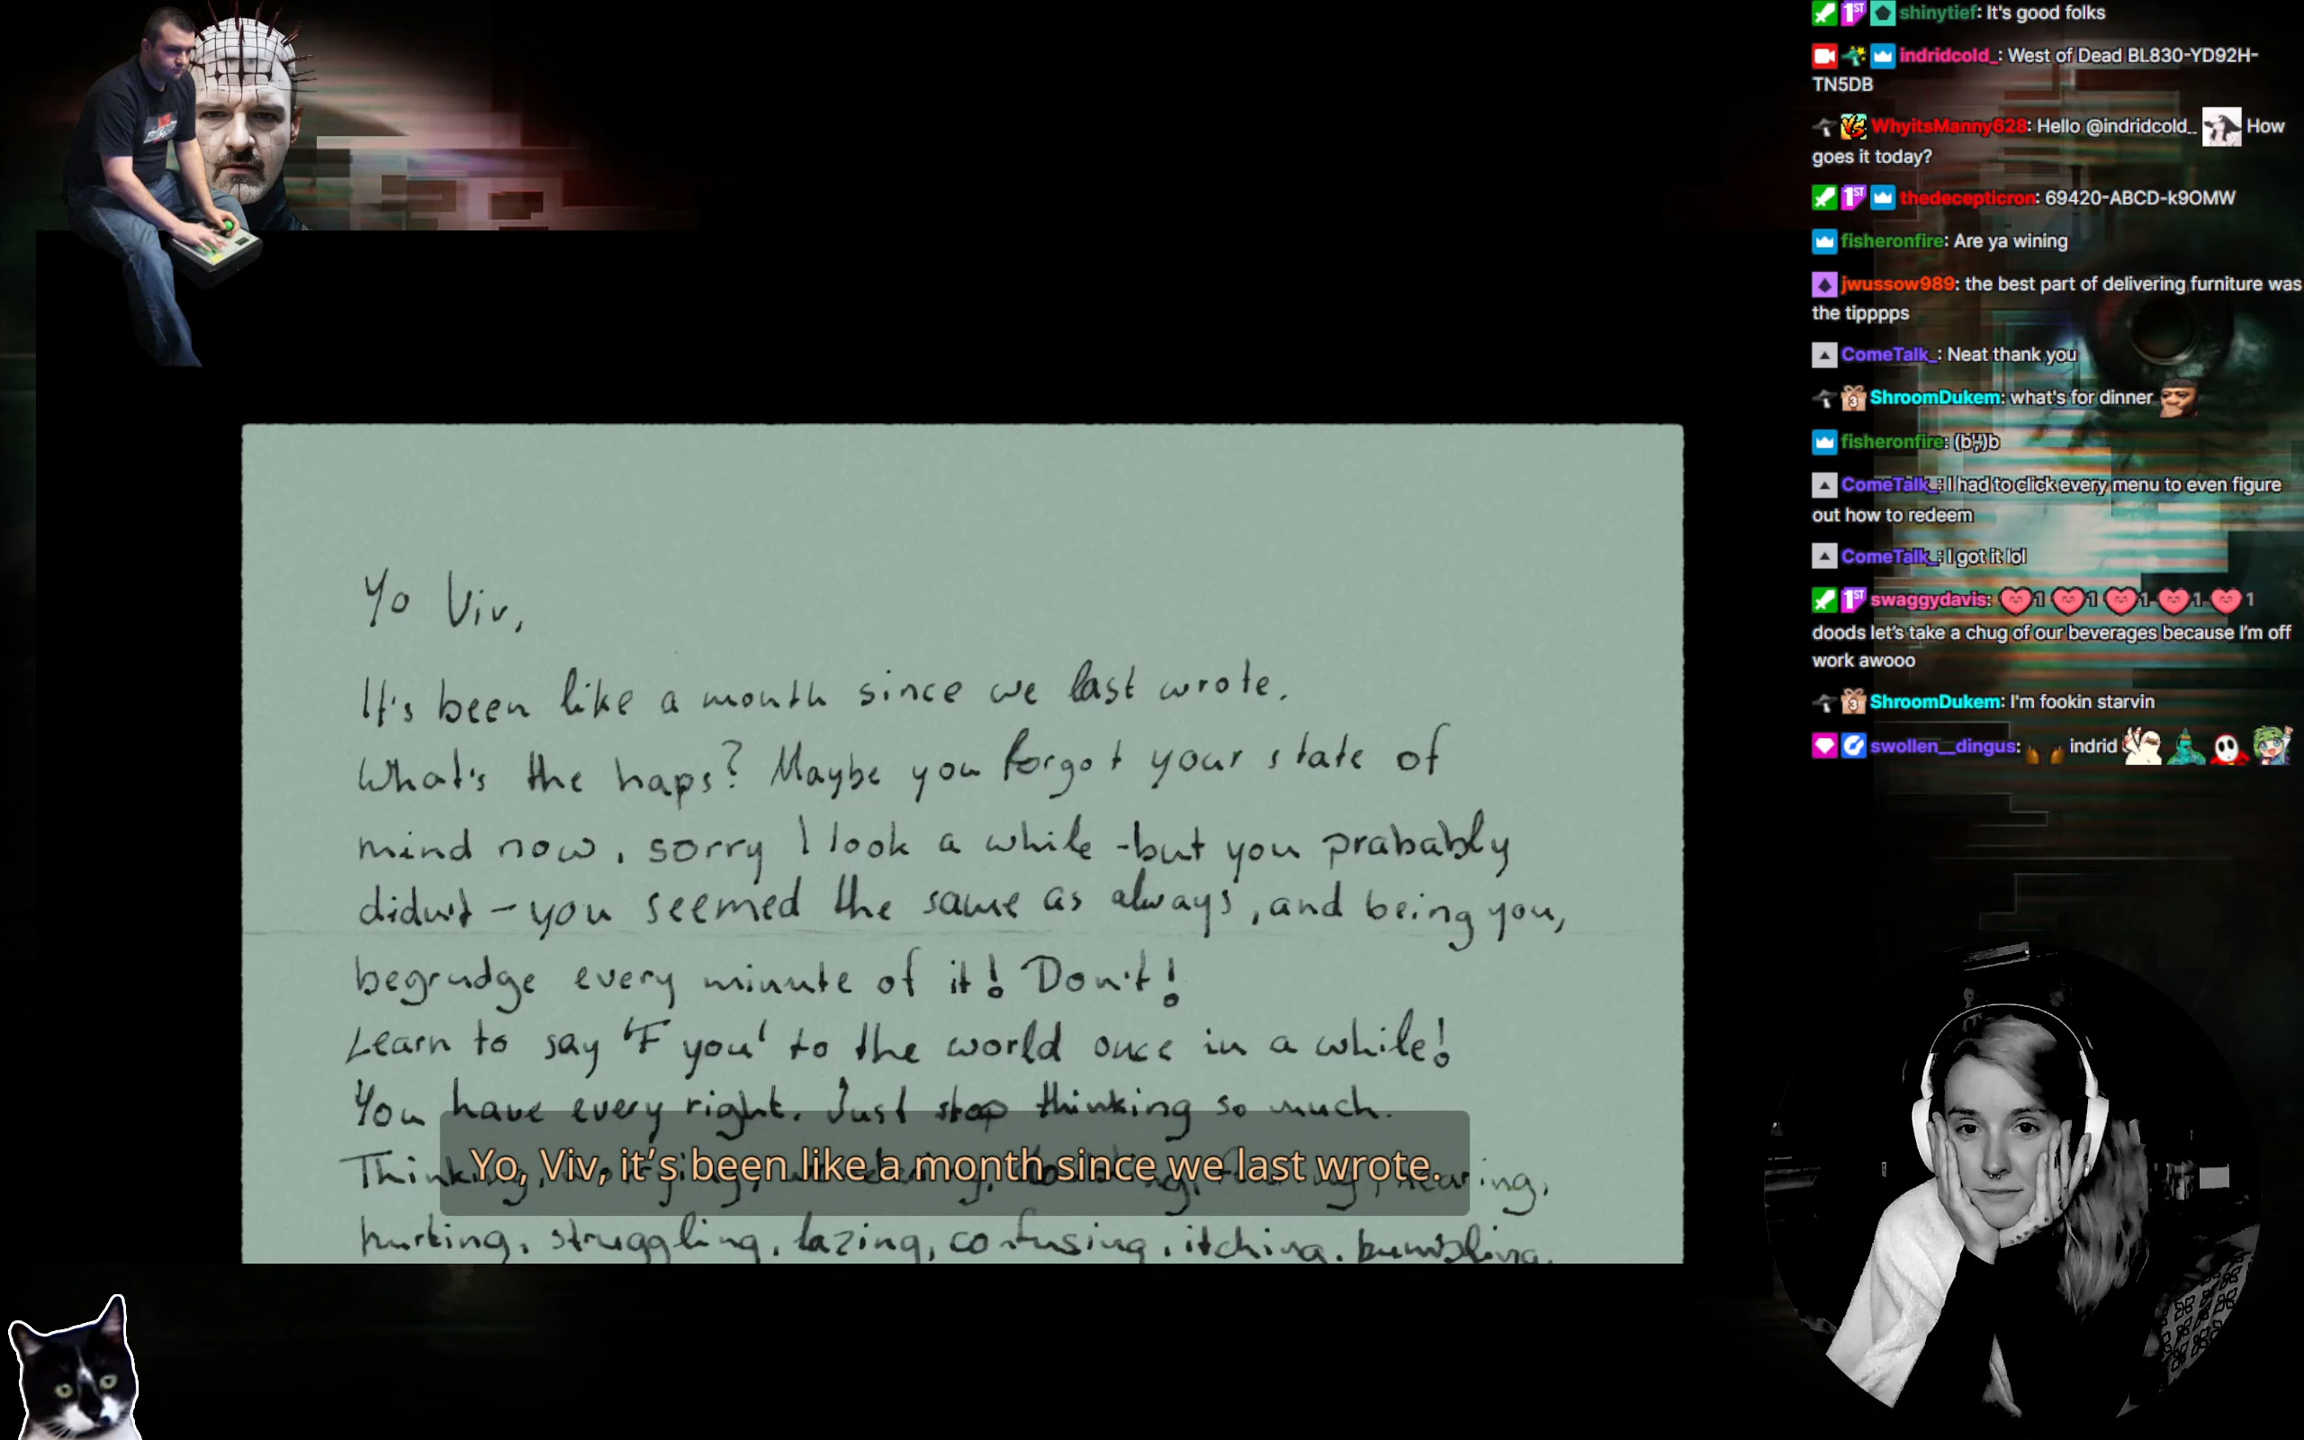 Yo Viv,
It's been like a month since we last wrote.
What's the haps? Maybe you forgot your state of
mind now, sorry I look a while -but you prabably
didn't - you seemed the same as always, and being you,
begrudge every minute of it! Don't!
Learn to say 'F you' to the world once in a while!
You have every right. Just stop thinking so much.
hurting, struggling, lazing, confusing, itching, bumbling,
Yo, Viv, it's been like a month since we last wrote.
shinytief: It's good folks
indridcold_: West of Dead BL830-YD92H-
TN5DB
WhyitsManny628: Hello @indridcold_ How
goes it today?
thedecepticron: 69420-ABCD-k9OMW
fisheronfire: Are ya wining
jwussow989: the best part of delivering furniture was
the tipppps
ComeTalk_: Neat thank you
ShroomDukem: what's for dinner
fisheronfire:
ComeTalk_: I had to click every menu to even figure
out how to redeem
ComeTalk_: I got it lol
swaggydavis: 1 1 1 1 1
doods let's take a chug of our beverages because I'm off
work awooo
ShroomDukem: I'm fookin starvin
swollen__dingus: indrid